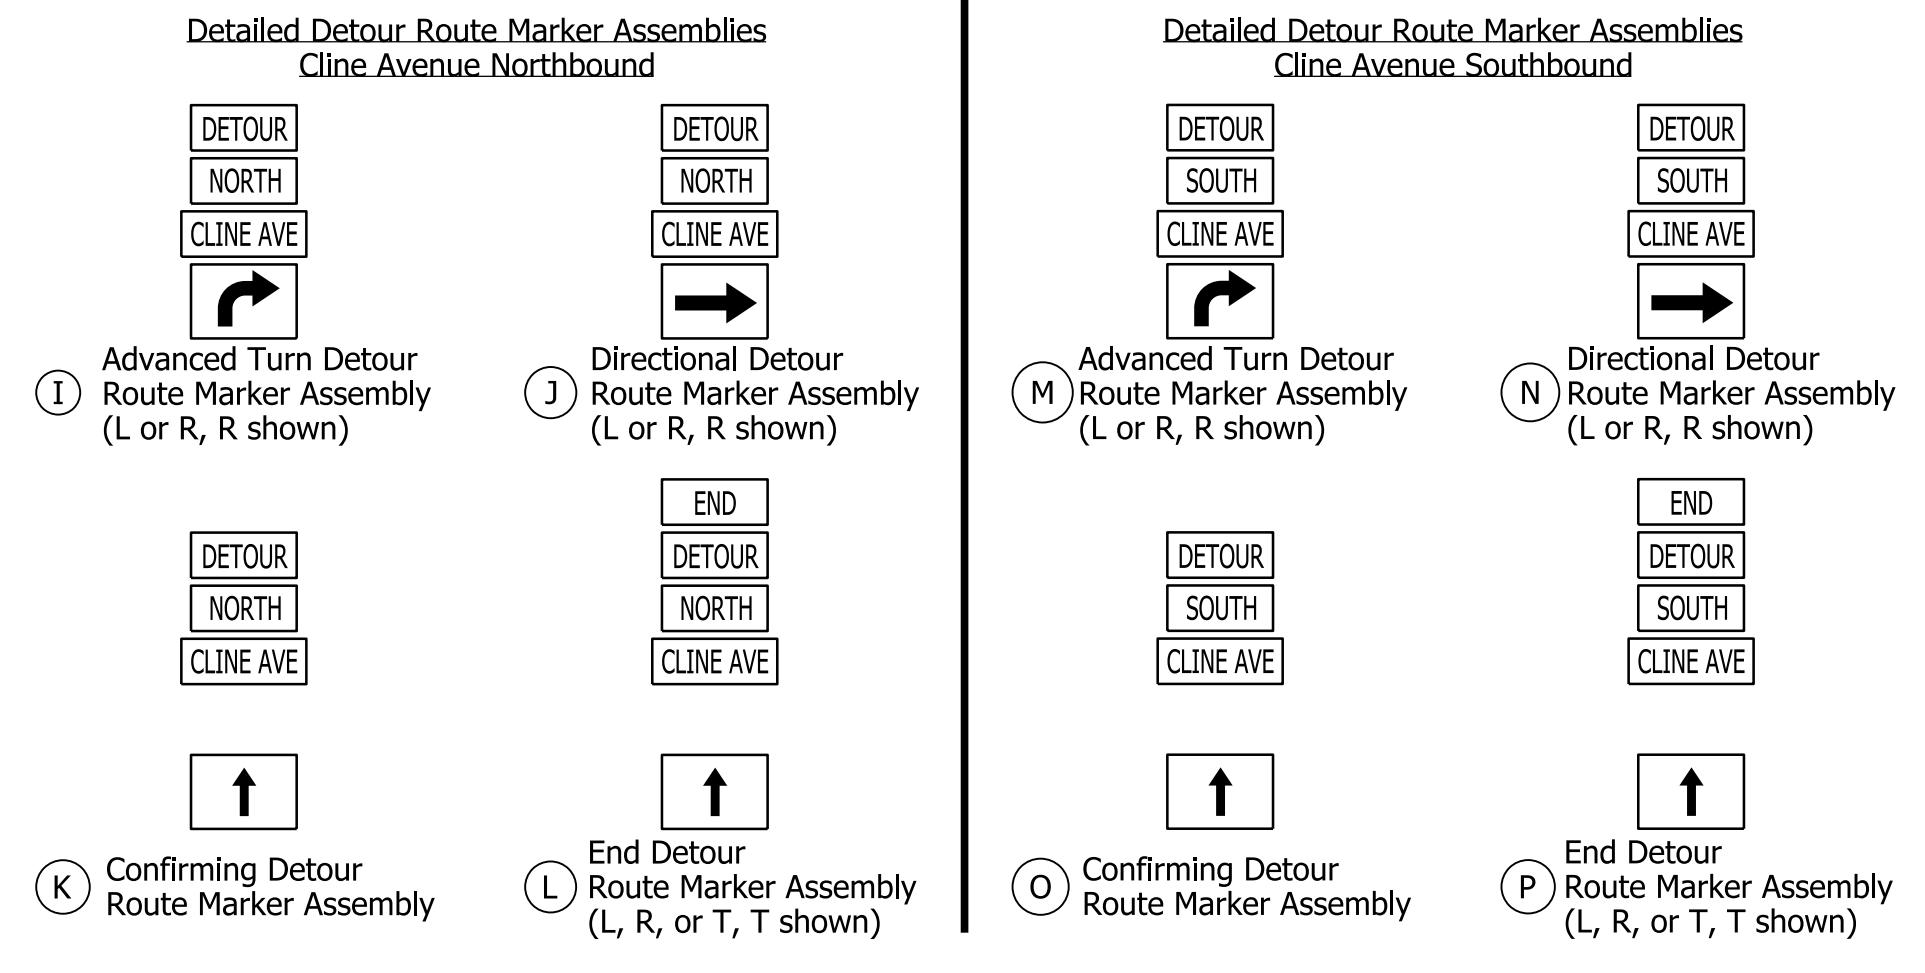 Detailed Detour Route Marker Assemblies
Cline Avenue Northbound
DETOUR
NORTH
CLINE AVE
I
Advanced Turn Detour
Route Marker Assembly
(L or R, R shown)
DETOUR
NORTH
CLINE AVE
J
Directional Detour
Route Marker Assembly
(L or R, R shown)
DETOUR
NORTH
CLINE AVE
K
Confirming Detour
Route Marker Assembly
END
DETOUR
NORTH
CLINE AVE
L
End Detour
Route Marker Assembly
(L, R, or T, T shown)
Detailed Detour Route Marker Assemblies
Cline Avenue Southbound
DETOUR
SOUTH
CLINE AVE
M
Advanced Turn Detour
Route Marker Assembly
(L or R, R shown)
DETOUR
SOUTH
CLINE AVE
N
Directional Detour
Route Marker Assembly
(L or R, R shown)
DETOUR
SOUTH
CLINE AVE
O
Confirming Detour
Route Marker Assembly
END
DETOUR
SOUTH
CLINE AVE
P
End Detour
Route Marker Assembly
(L, R, or T, T shown)